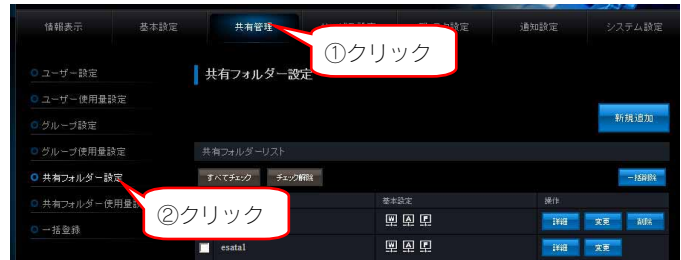 情報表示 基本設定 共有管理 設定 設定 通知設定 システム設定
①クリック
ユーザー設定
共有フォルダー設定
ユーザー使用量設定
グループ設定
新規追加
グループ使用量設定
共有フォルダーリスト
共有フォルダー設定
すべてチェック チェック解除 一括削除
共有フォルダー使用量設
②クリック
基本設定 操作
W A F 詳細 変更 削除
一括登録
esata1 W A F 詳細 変更